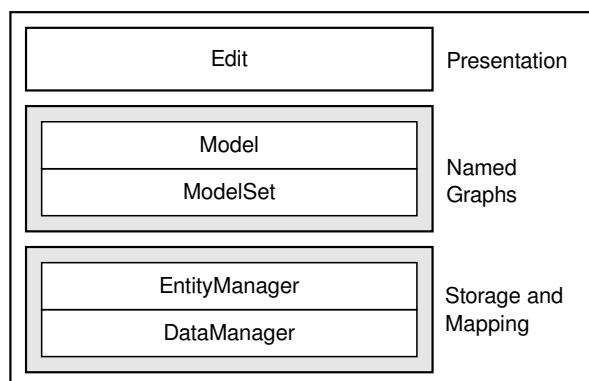 Edit
Presentation
Model
ModelSet
Named
Graphs
EntityManager
DataManager
Storage and
Mapping